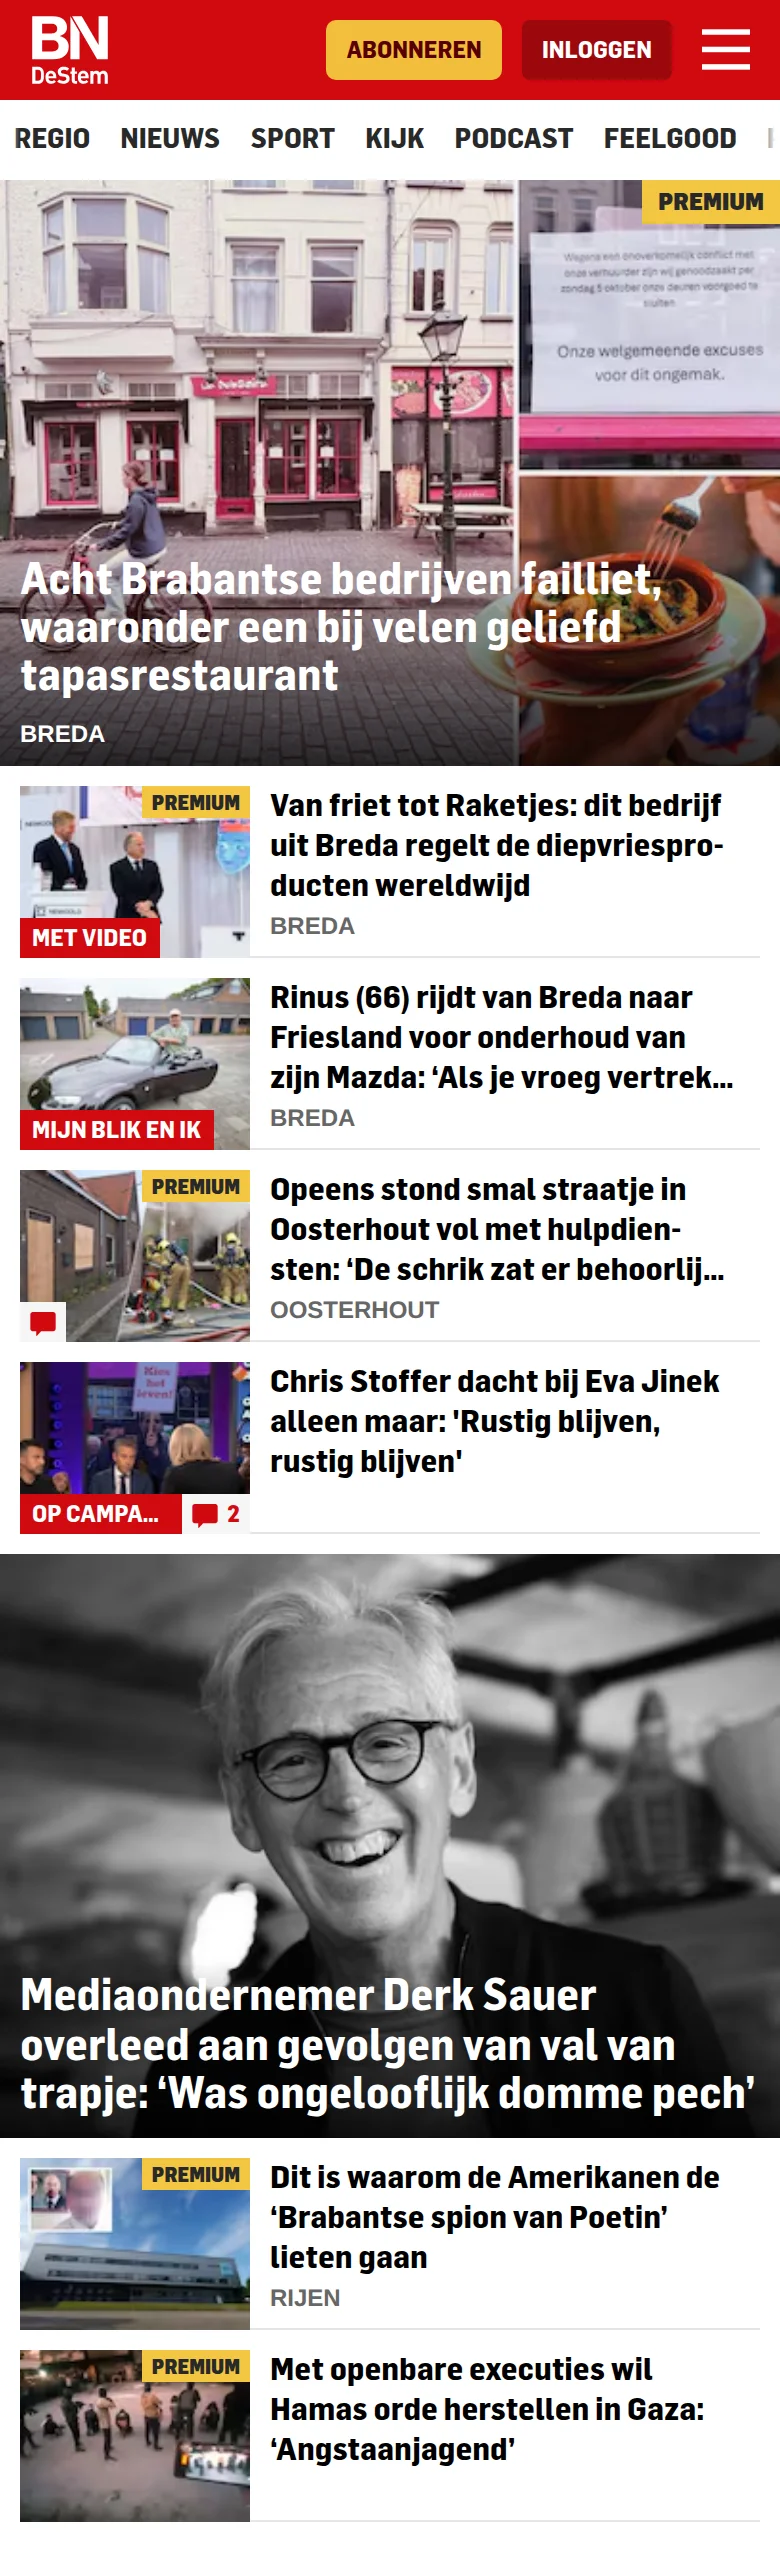 BN
DeStem
ABONNEREN
INLOGGEN
REGIO NIEUWS SPORT KIJK PODCAST FEELGOOD
PREMIUM
Wegens een onoverkomelijk conflict met
onze verhuurder zijn wij genoodzaakt per
zondag 5 oktober onze deuren voorgoed te
sluiten.
Onze welgemeende excuses
voor dit ongemak.
Acht Brabantse bedrijven failliet,
waaronder een bij velen geliefd
tapasrestaurant
BREDA
PREMIUM
MET VIDEO
Van friet tot Raketjes: dit bedrijf
uit Breda regelt de diepvriespro-
ducten wereldwijd
BREDA
MIJN BLIK EN IK
Rinus (66) rijdt van Breda naar
Friesland voor onderhoud van
zijn Mazda: ‘Als je vroeg vertrek...
BREDA
PREMIUM
Opeens stond smal straatje in
Oosterhout vol met hulpdien-
sten: ‘De schrik zat er behoorlij...
OOSTERHOUT
Kies
het
leven!
OP CAMPA...
2
Chris Stoffer dacht bij Eva Jinek
alleen maar: 'Rustig blijven,
rustig blijven'
Mediaondernemer Derk Sauer
overleed aan gevolgen van val van
trapje: ‘Was ongelooflijk domme pech’
PREMIUM
Dit is waarom de Amerikanen de
‘Brabantse spion van Poetin’
lieten gaan
RIJEN
PREMIUM
Met openbare executies wil
Hamas orde herstellen in Gaza:
‘Angstaanjagend’